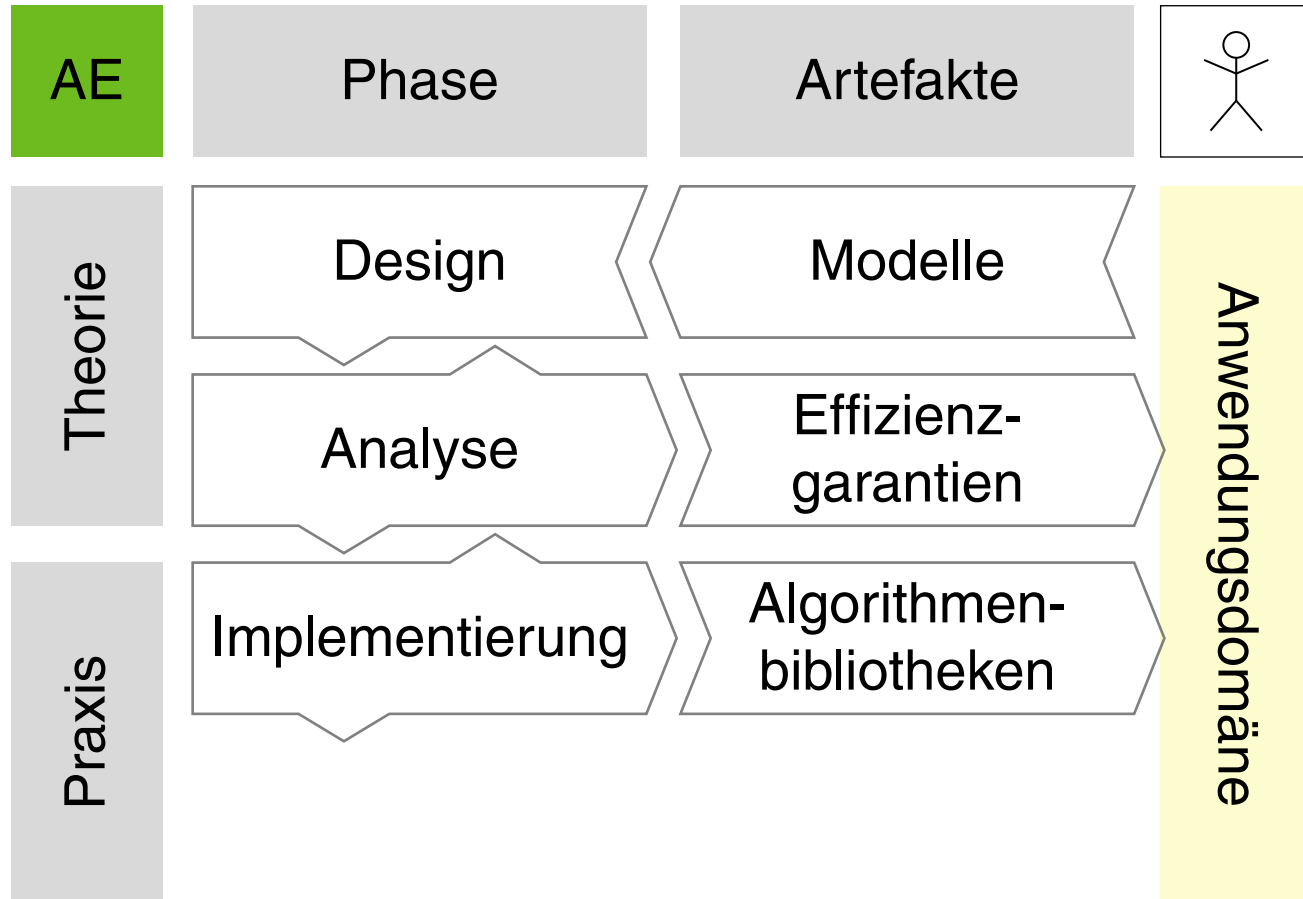 AE
Phase
Artefakte
Theorie
Design
Modelle
Analyse
Effizienz-
garantien
Praxis
Implementierung
Algorithmen-
bibliotheken
Anwendungsdomäne